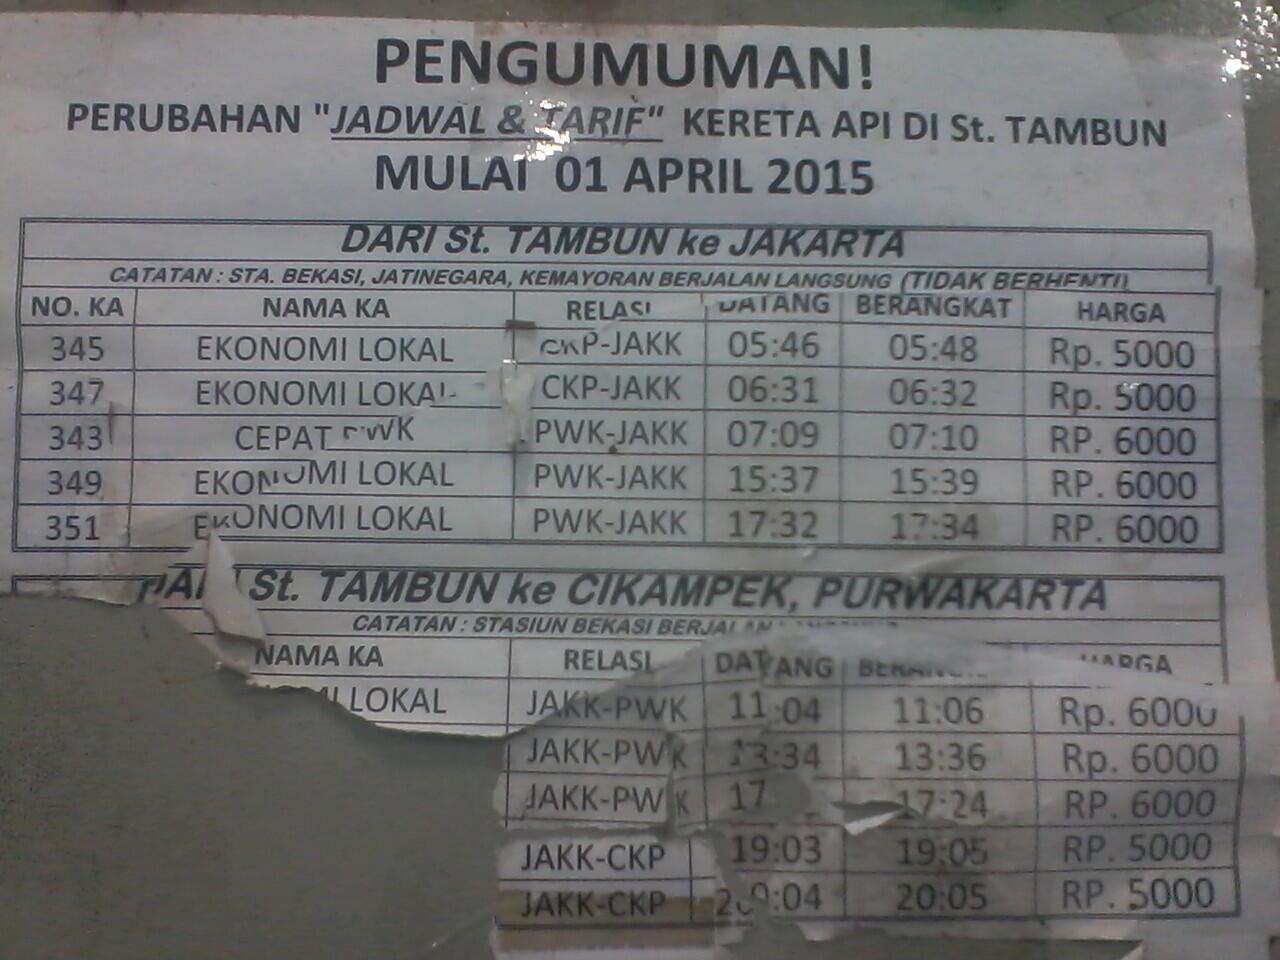 PENGUMUMAN!
PERUBAHAN "JADWAL & TARIF" KERETA API DI St. TAMBUN
MULAI 01 APRIL 2015
DARI St. TAMBUN ke JAKARTA
CATATAN : STA. BEKASI, JATINEGARA, KEMAYORAN BERJALAN LANGSUNG (TIDAK BERHENTI)
NO. KA NAMA KA RELASI DATANG BERANGKAT HARGA
345 EKONOMI LOKAL CKP-JAKK 05:46 05:48 Rp. 5000
347 EKONOMI LOKAL CKP-JAKK 06:31 06:32 Rp. 5000
343 CEPAT PWK PWK-JAKK 07:09 07:10 RP. 6000
349 EKONOMI LOKAL PWK-JAKK 15:37 15:39 RP. 6000
351 EKONOMI LOKAL PWK-JAKK 17:32 17:34 RP. 6000
DARI St. TAMBUN ke CIKAMPEK, PURWAKARTA
CATATAN : STASIUN BEKASI BERJALAN
NAMA KA RELASI DATANG HARGA
LOKAL JAKK-PWK 11:04 11:06 Rp. 6000
JAKK-PWK 13:34 13:36 Rp. 6000
JAKK-PWK 17 17:24 RP. 6000
JAKK-CKP 19:03 19:05 RP. 5000
JAKK-CKP 20:04 20:05 RP. 5000